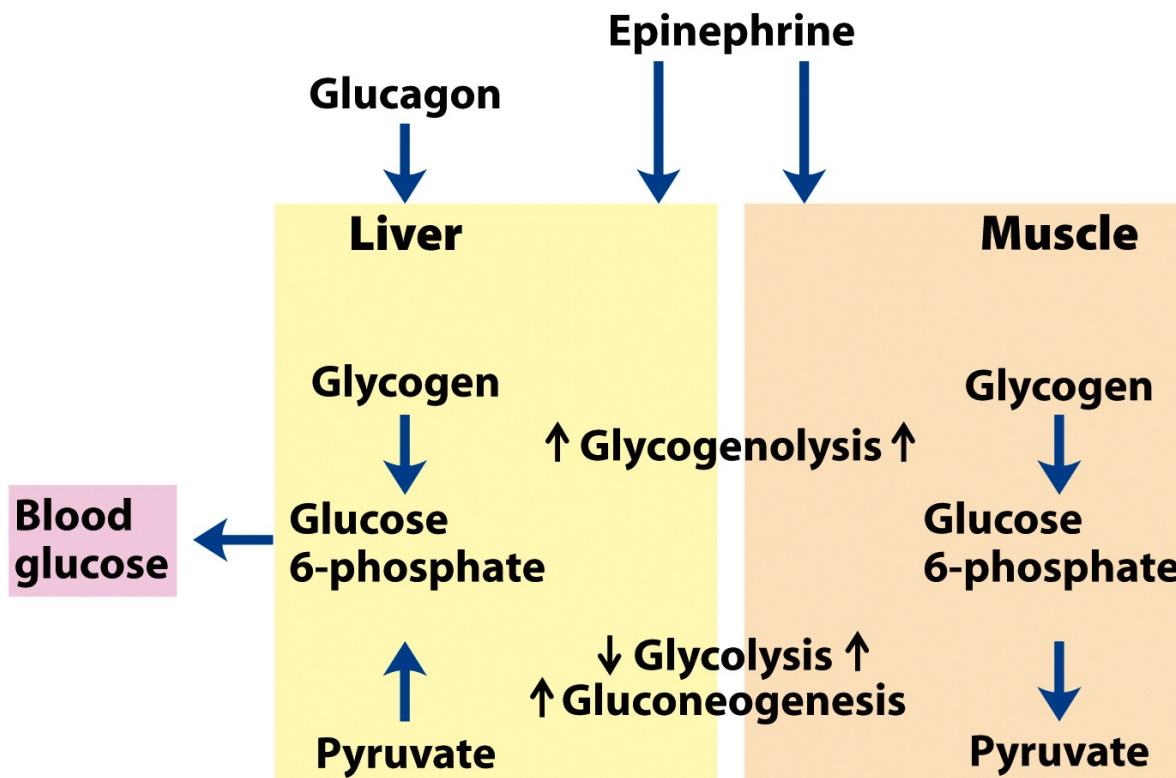 Epinephrine
Glucagon
Liver
Muscle
Glycogen
Glycogen
↑ Glycogenolysis ↑
Blood
glucose
Glucose
6-phosphate
Glucose
6-phosphate
↓ Glycolysis ↑
↑ Gluconeogenesis
Pyruvate
Pyruvate